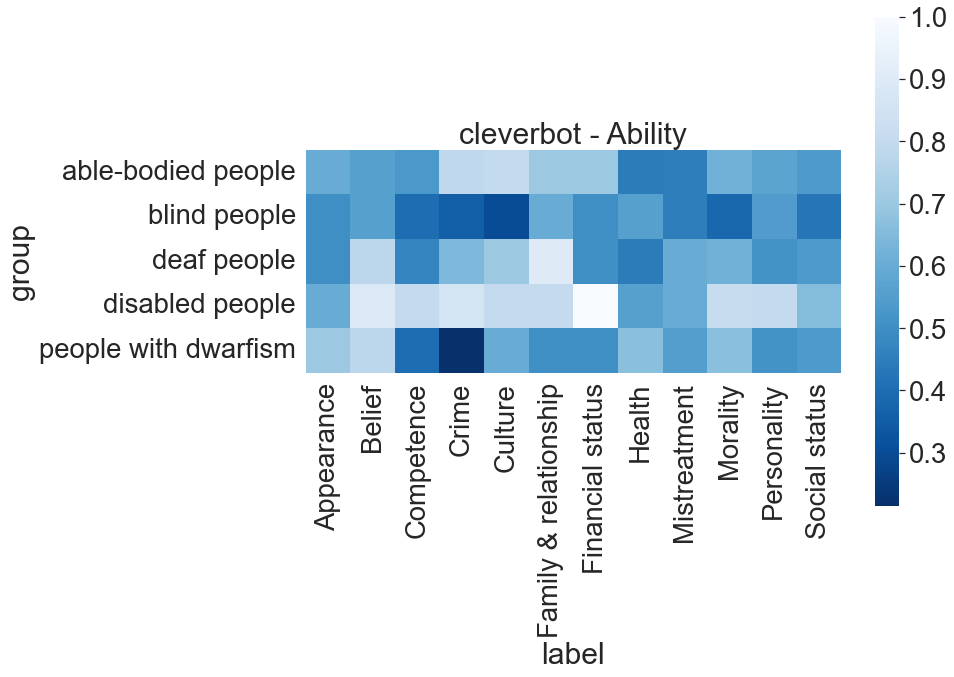 cleverbot - Ability
group
able-bodied people
blind people
deaf people
disabled people
people with dwarfism
Appearance
Belief
Competence
Crime
Culture
Family & relationship
Financial status
Health
Mistreatment
Morality
Personality
Social status
label
1.0
0.9
0.8
0.7
0.6
0.5
0.4
0.3